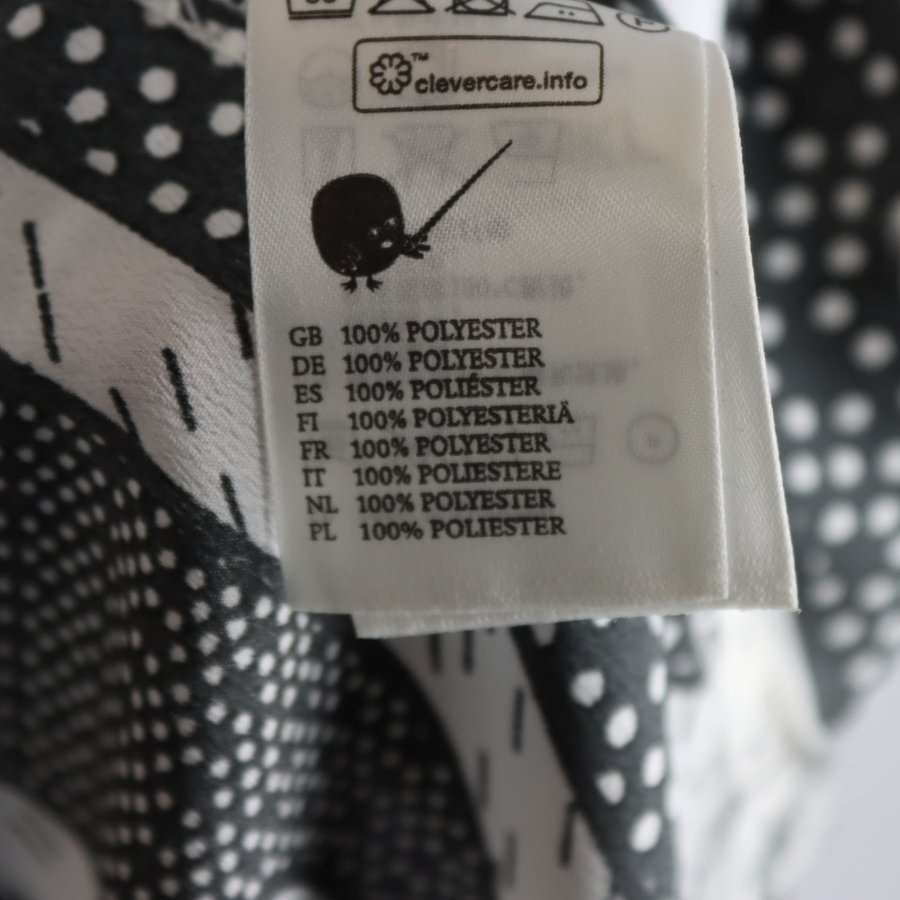 clevercare.info™
GB 100% POLYESTER
DE 100% POLYESTER
ES 100% POLIÉSTER
FI 100% POLYESTERIÄ
FR 100% POLYESTER
IT 100% POLIESTERE
NL 100% POLYESTER
PL 100% POLIESTER